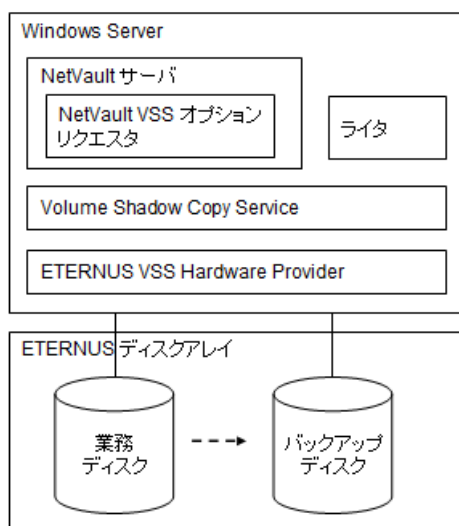 Windows Server
NetVault サーバ
NetVault VSS オプション
リクエスタ
ライタ
Volume Shadow Copy Service
ETERNUS VSS Hardware Provider
ETERNUS ディスクアレイ
業務
ディスク
バックアップ
ディスク